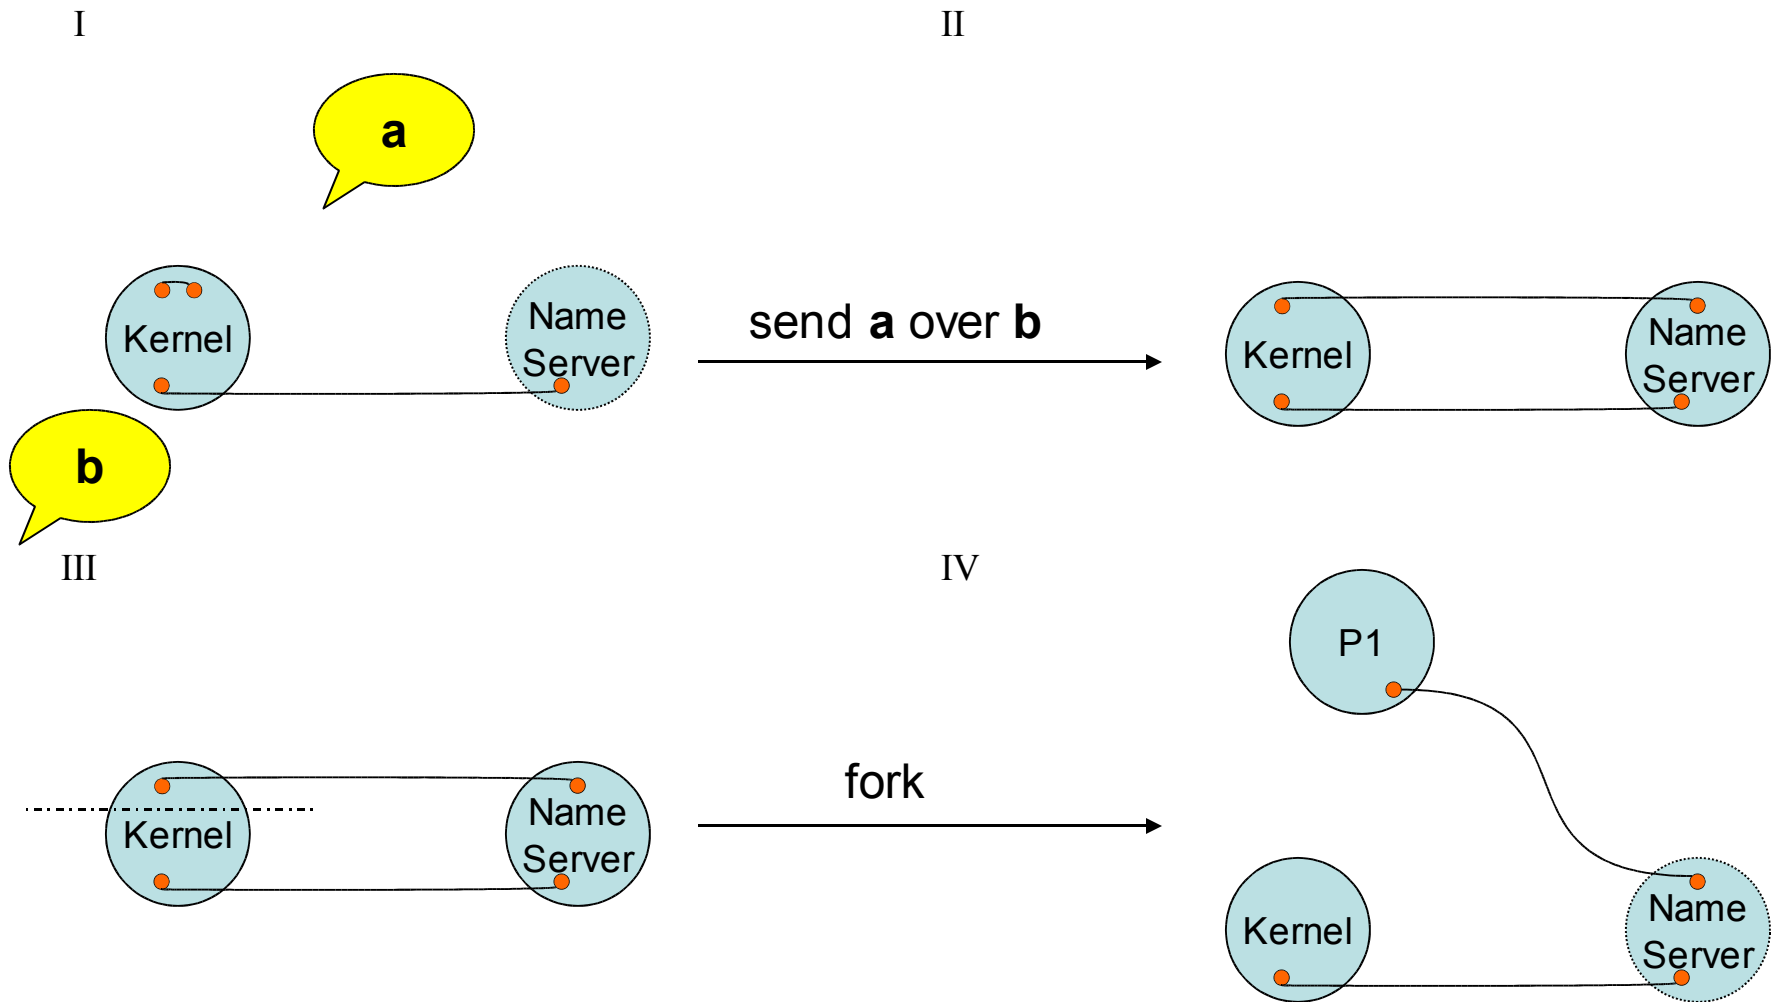 I
II
a
Kernel
Name
Server
send a over b
Kernel
Name
Server
b
III
IV
P1
Kernel
Name
Server
fork
Kernel
Name
Server